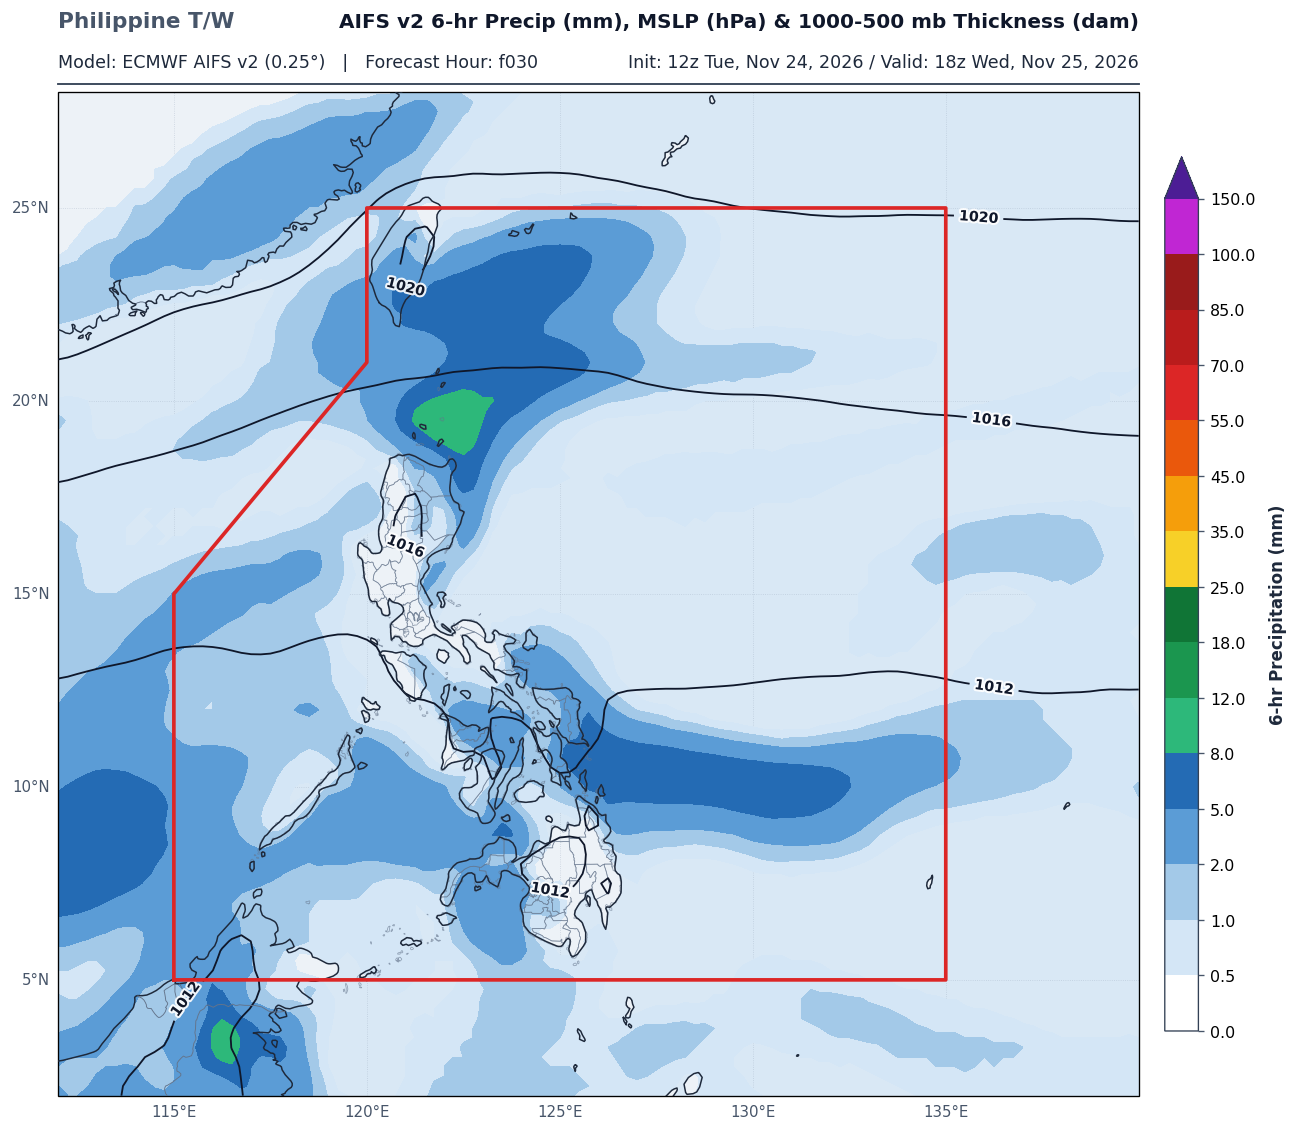 Philippine T/W
AIFS v2 6-hr Precip (mm), MSLP (hPa) & 1000-500 mb Thickness (dam)
Model: ECMWF AIFS v2 (0.25°) | Forecast Hour: f030
Init: 12z Tue, Nov 24, 2026 / Valid: 18z Wed, Nov 25, 2026
25°N
20°N
15°N
10°N
5°N
115°E
120°E
125°E
130°E
135°E
1020
1020
1016
1016
1012
1012
1012
150.0
100.0
85.0
70.0
55.0
45.0
35.0
25.0
18.0
12.0
8.0
5.0
2.0
1.0
0.5
0.0
6-hr Precipitation (mm)